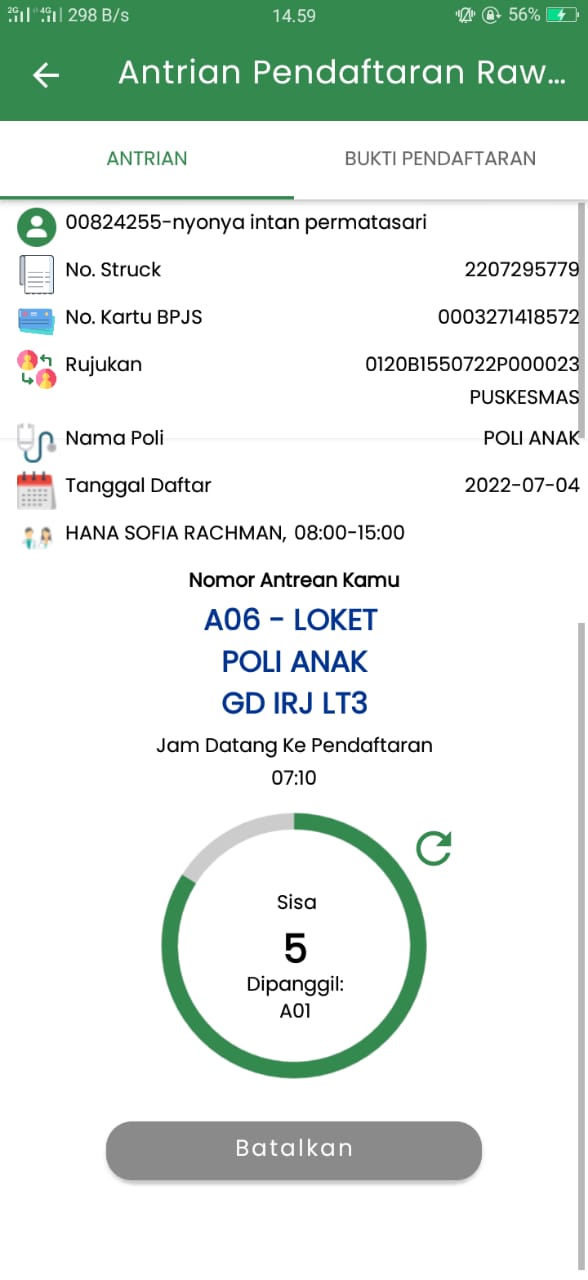 2G 4G 298 B/s 14.59 56%
Antrian Pendaftaran Raw...
ANTRIAN BUKTI PENDAFTARAN
00824255-nyonya intan permatasari
No. Struck 2207295779
No. Kartu BPJS 0003271418572
Rujukan 0120B1550722P000023
PUSKESMAS
Nama Poli POLI ANAK
Tanggal Daftar 2022-07-04
HANA SOFIA RACHMAN, 08:00-15:00
Nomor Antrean Kamu
A06 - LOKET
POLI ANAK
GD IRJ LT3
Jam Datang Ke Pendaftaran
07:10
Sisa
5
Dipanggil:
A01
Batalkan